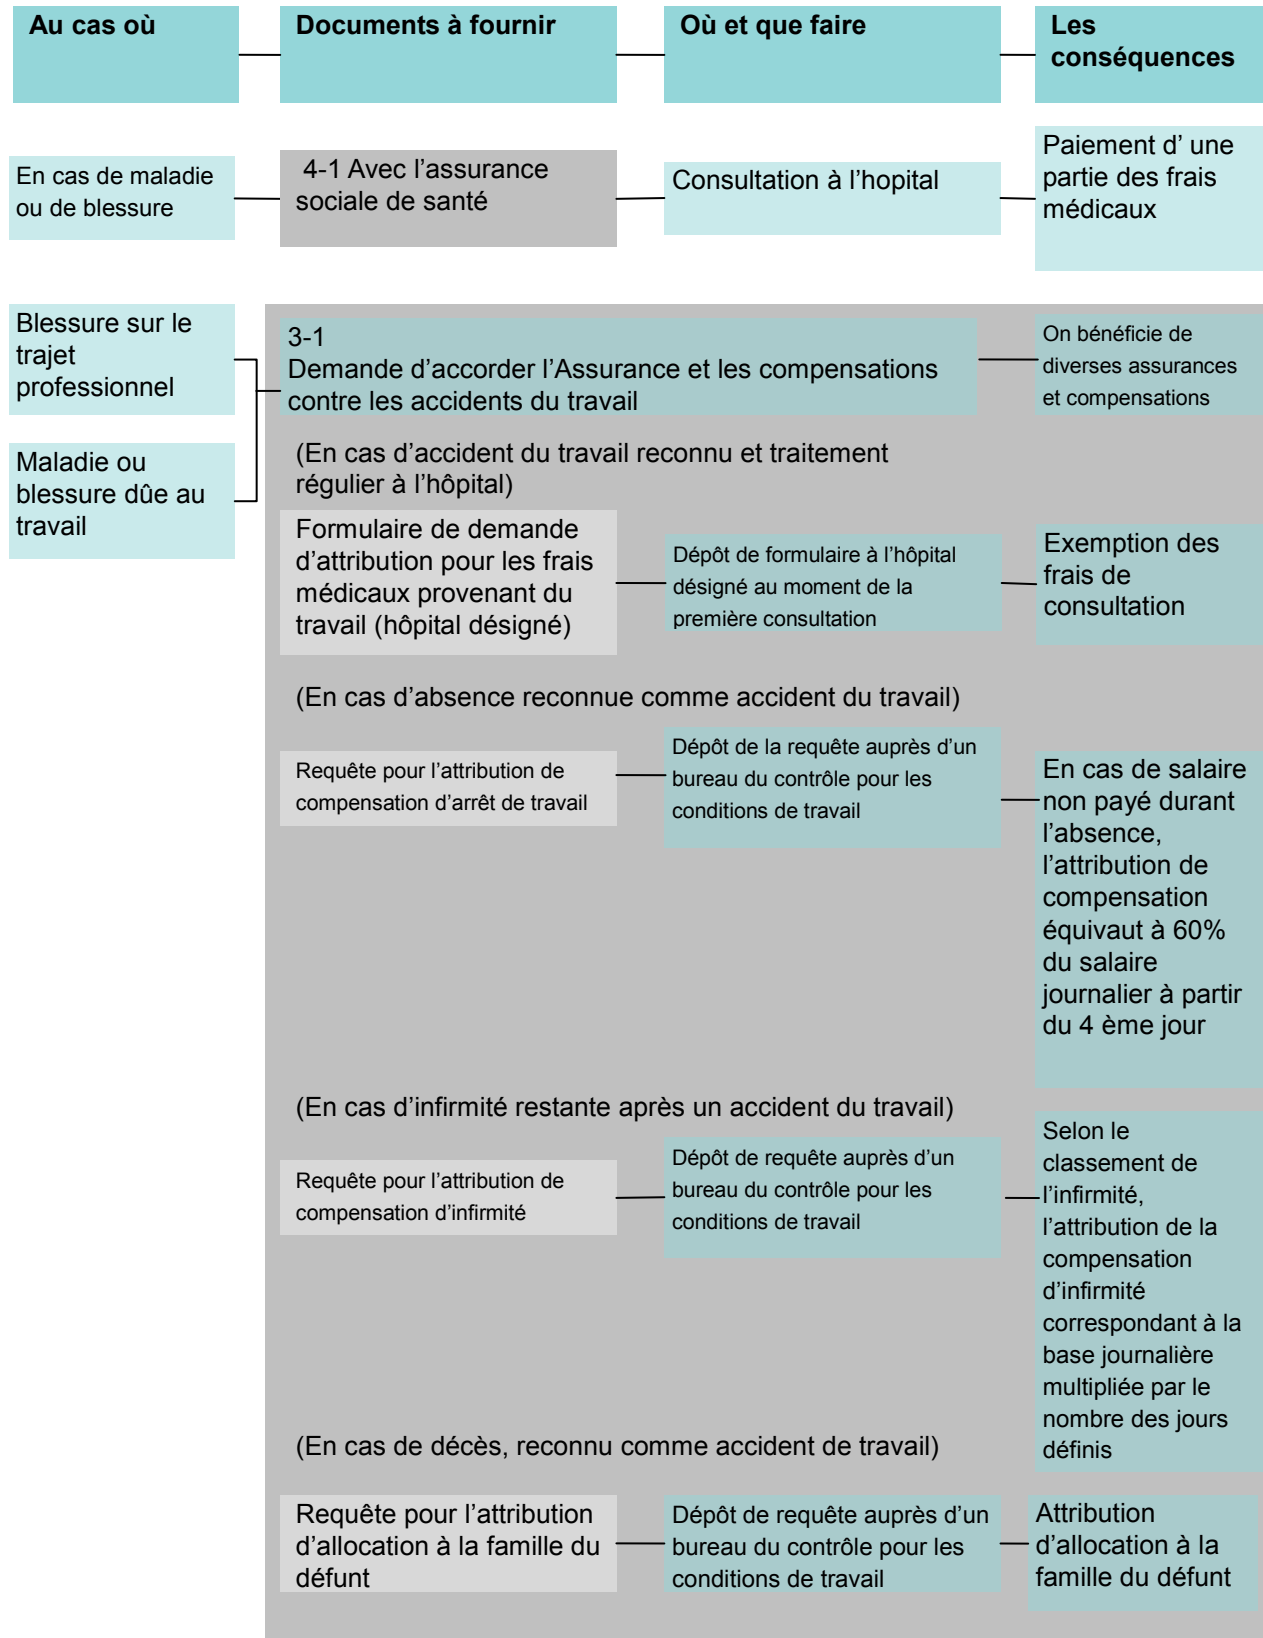 Au cas où
Documents à fournir
Où et que faire
Les
conséquences
En cas de maladie
ou de blessure
4-1 Avec l’assurance
sociale de santé
Consultation à l’hopital
Paiement d’ une
partie des frais
médicaux
Blessure sur le
trajet
professionnel
Maladie ou
blessure dûe au
travail
3-1
Demande d’accorder l’Assurance et les compensations
contre les accidents du travail
On bénéficie de
diverses assurances
et compensations
(En cas d’accident du travail reconnu et traitement
régulier à l’hôpital)
Formulaire de demande
d’attribution pour les frais
médicaux provenant du
travail (hôpital désigné)
Dépôt de formulaire à l’hôpital
désigné au moment de la
première consultation
Exemption des
frais de
consultation
(En cas d’absence reconnue comme accident du travail)
Requête pour l’attribution de
compensation d’arrêt de travail
Dépôt de la requête auprès d’un
bureau du contrôle pour les
conditions de travail
En cas de salaire
non payé durant
l’absence,
l’attribution de
compensation
équivaut à 60%
du salaire
journalier à partir
du 4 ème jour
(En cas d’infirmité restante après un accident du travail)
Requête pour l’attribution de
compensation d’infirmité
Dépôt de requête auprès d’un
bureau du contrôle pour les
conditions de travail
Selon le
classement de
l’infirmité,
l’attribution de la
compensation
d’infirmité
correspondant à la
base journalière
multipliée par le
nombre des jours
définis
(En cas de décès, reconnu comme accident de travail)
Requête pour l’attribution
d’allocation à la famille du
défunt
Dépôt de requête auprès d’un
bureau du contrôle pour les
conditions de travail
Attribution
d’allocation à la
famille du défunt